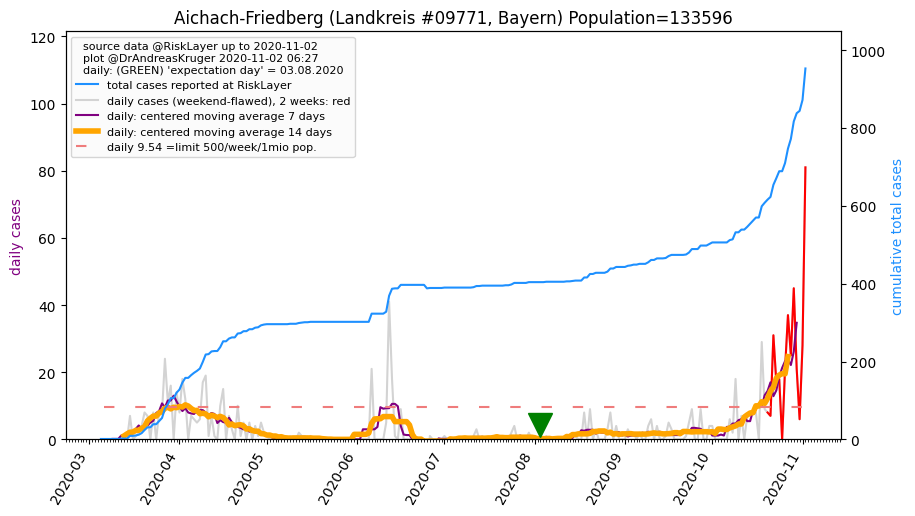 Aichach-Friedberg (Landkreis #09771, Bayern) Population=133596
source data @RiskLayer up to 2020-11-02
plot @DrAndreasKruger 2020-11-02 06:27
daily: (GREEN) 'expectation day' = 03.08.2020
total cases reported at RiskLayer
daily cases (weekend-flawed), 2 weeks: red
daily: centered moving average 7 days
daily: centered moving average 14 days
daily 9.54 =limit 500/week/1mio pop.
daily cases
120
100
80
60
40
20
0
1000
800
600
400
200
0
cumulative total cases
2020-03
2020-04
2020-05
2020-06
2020-07
2020-08
2020-09
2020-10
2020-11